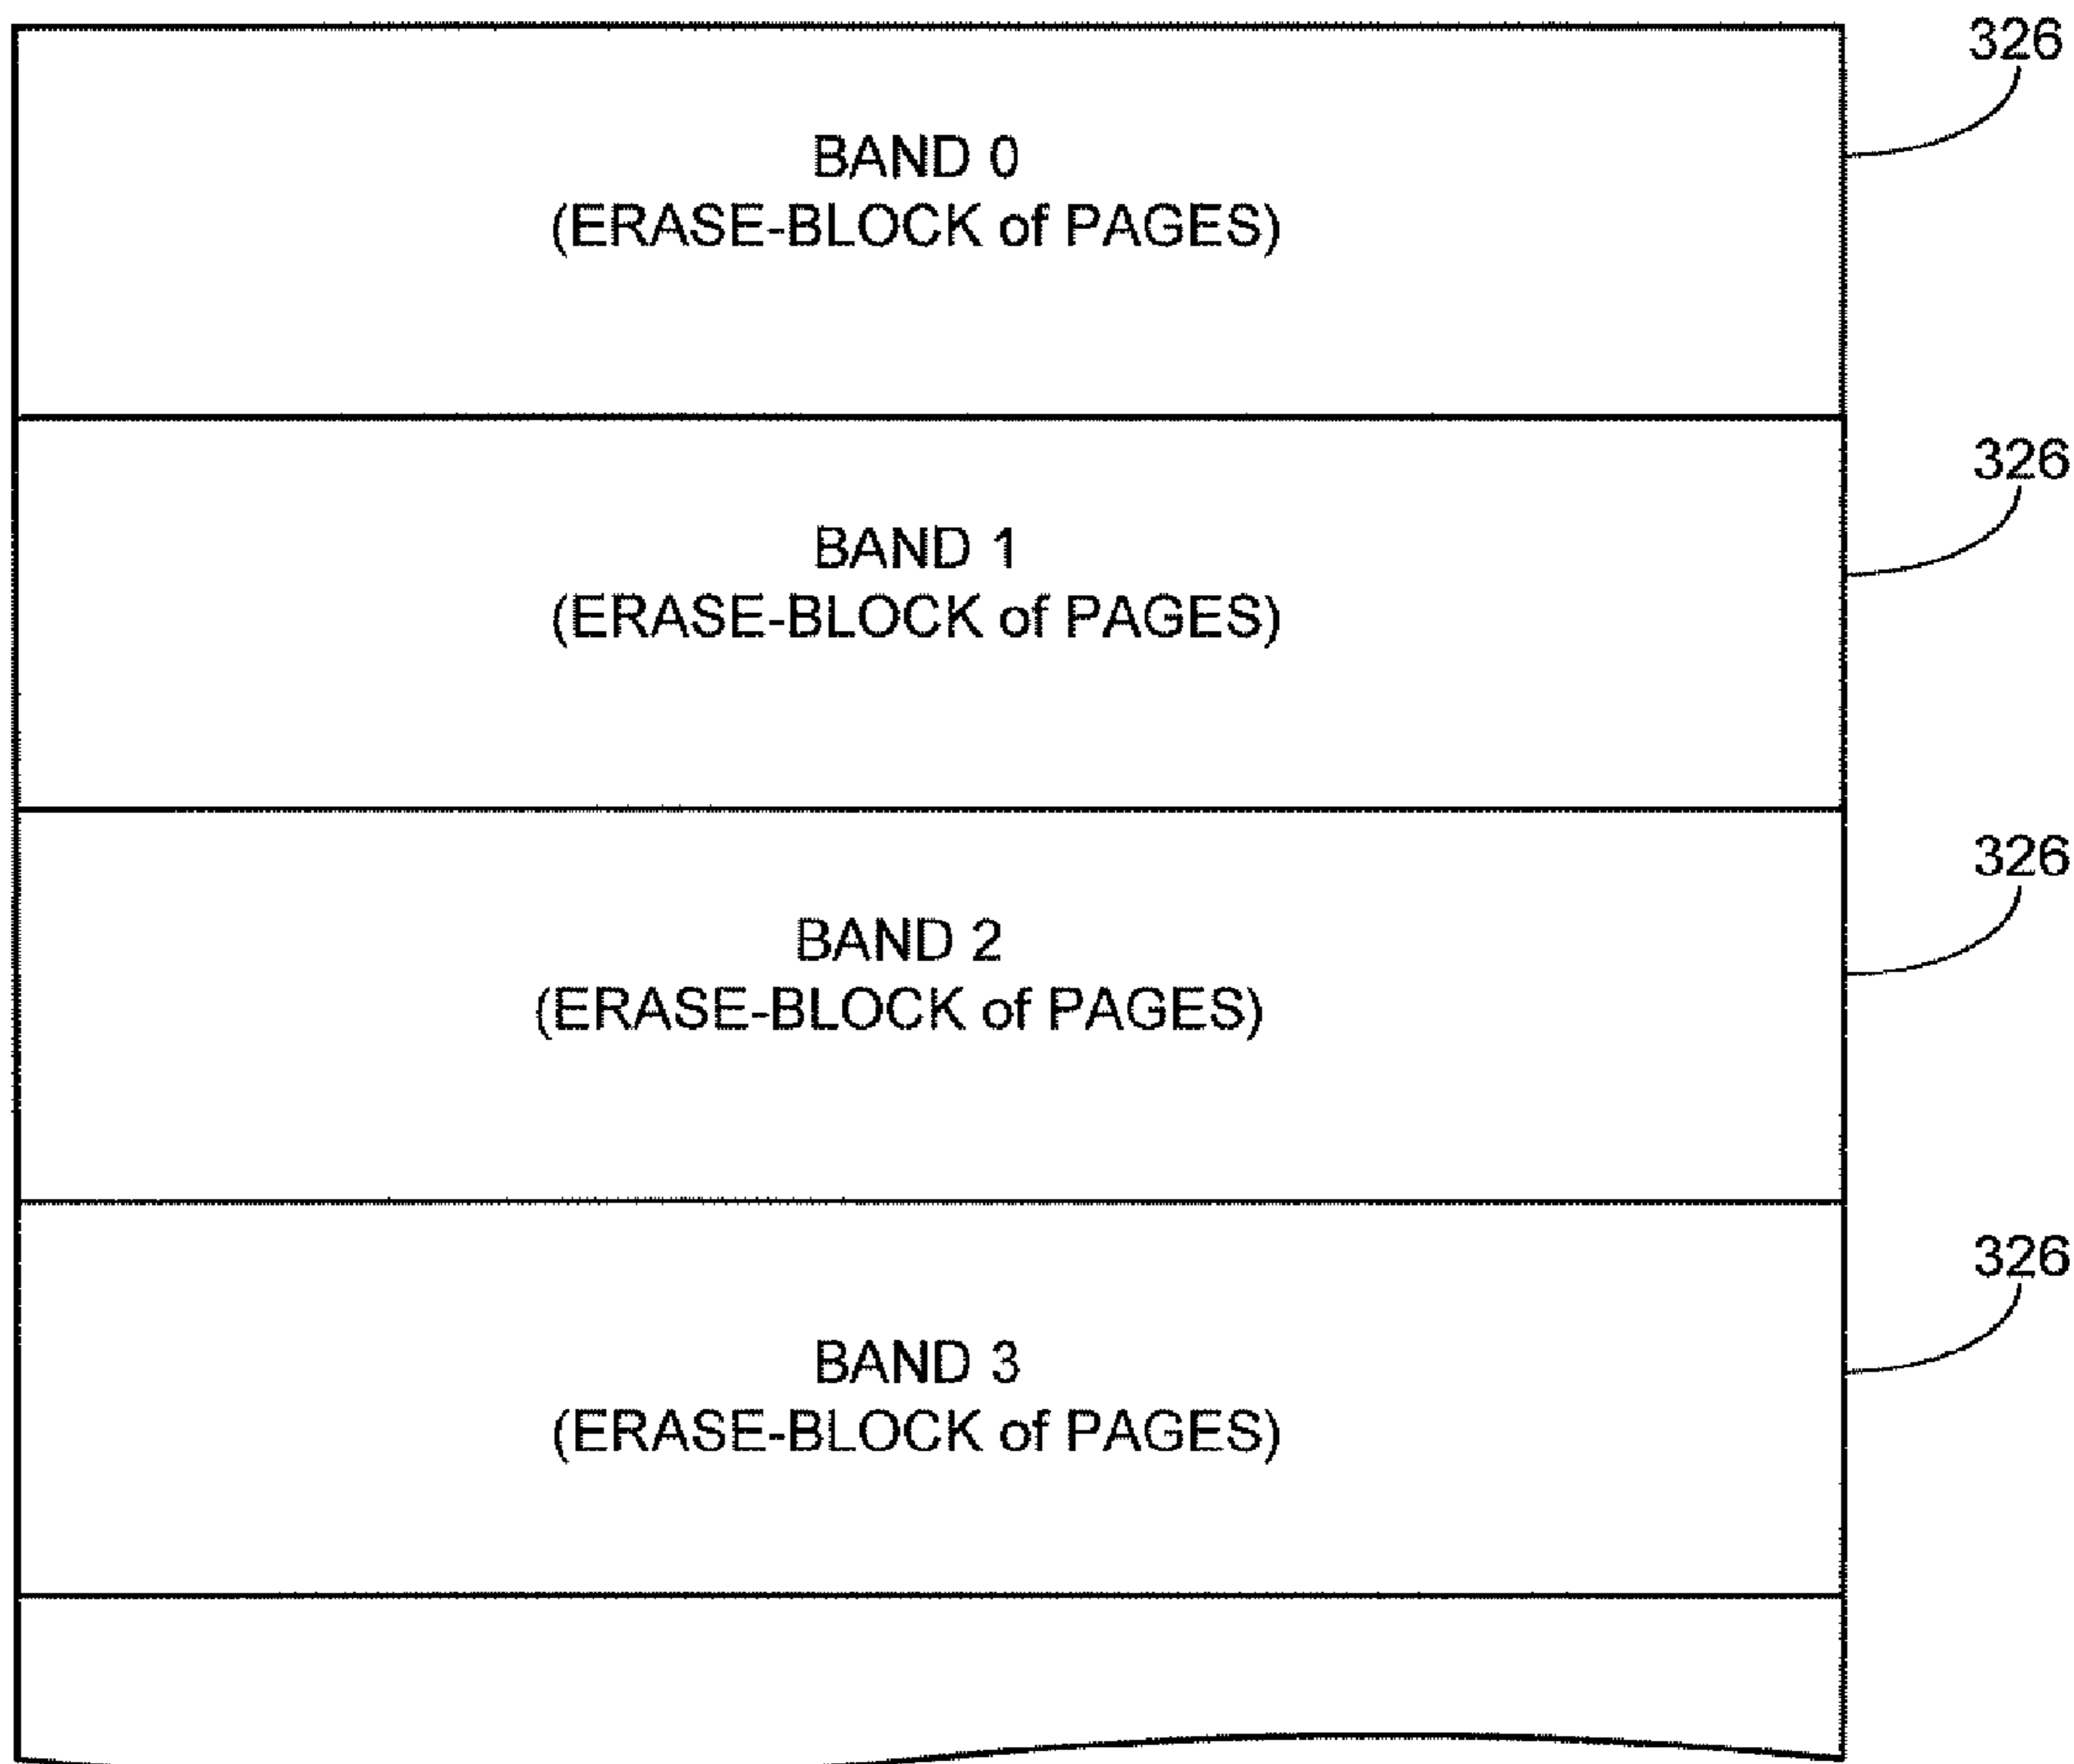 326
BAND 0
(ERASE-BLOCK of PAGES)
326
BAND 1
(ERASE-BLOCK of PAGES)
326
BAND 2
(ERASE-BLOCK of PAGES)
326
BAND 3
(ERASE-BLOCK of PAGES)